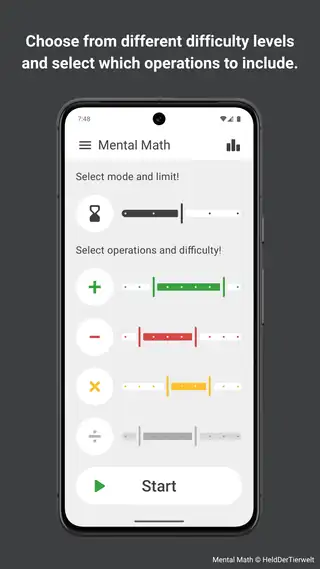 Choose from different difficulty levels
and select which operations to include.
7:48
Mental Math
Select mode and limit!
Select operations and difficulty!
Start
Mental Math © HeldDerTierwelt